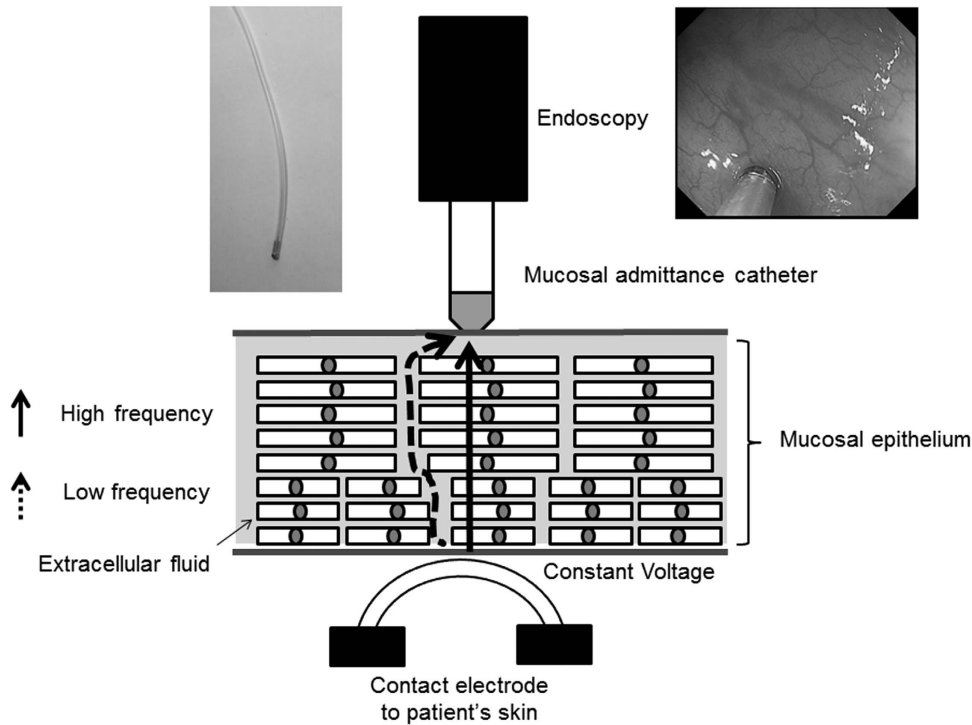 Endoscopy
Mucosal admittance catheter
High frequency
Mucosal epithelium
Low frequency
Extracellular fluid
Constant Voltage
Contact electrode
to patient's skin